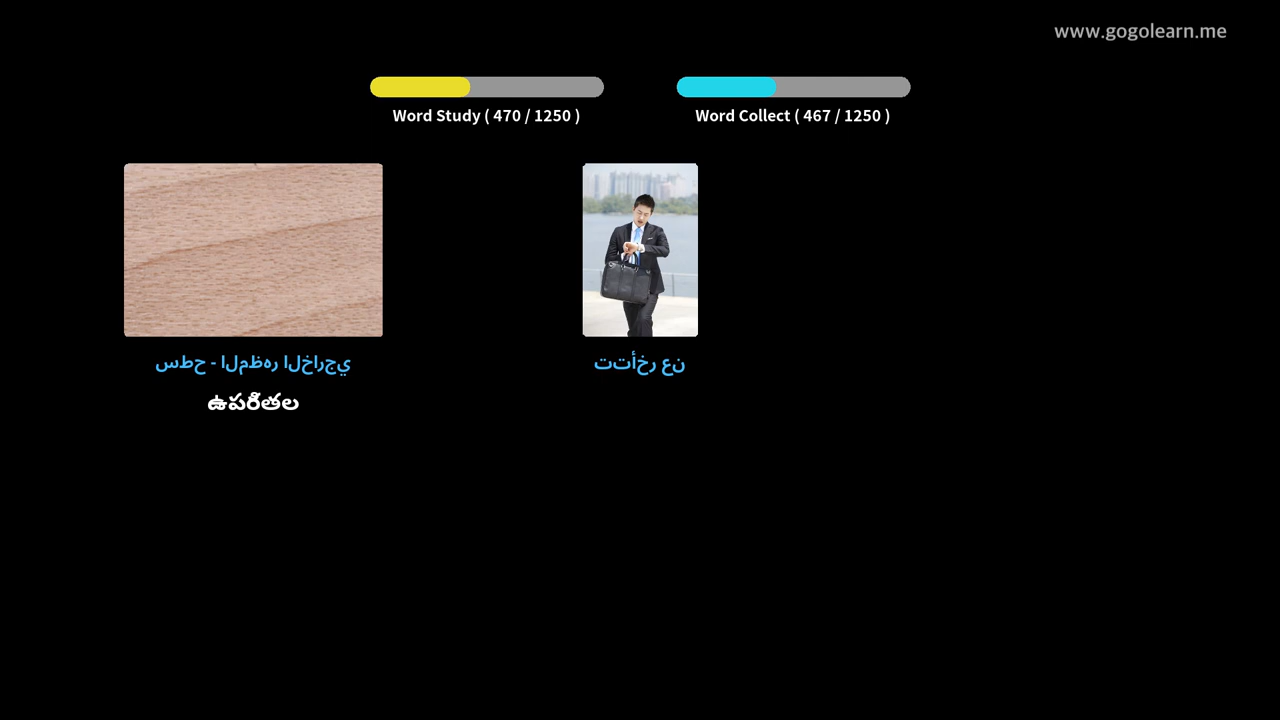 www.gogolearn.me
Word Study ( 470 / 1250 )
Word Collect ( 467 / 1250 )
سطح - المظهر الخارجي
تتأخر عن
ఉపరితల